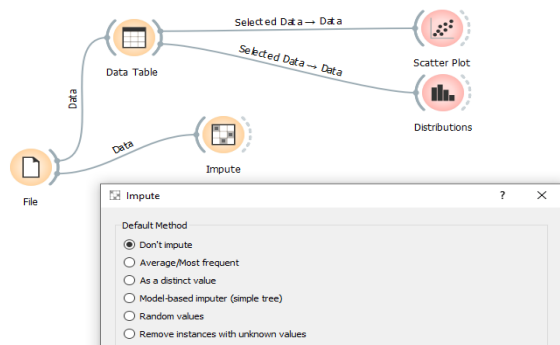 Selected Data → Data
Data Table
Scatter Plot
Selected Data → Data
Data
Distributions
Data
Impute
File
Impute ? ×
Default Method
Don't impute
Average/Most frequent
As a distinct value
Model-based imputer (simple tree)
Random values
Remove instances with unknown values